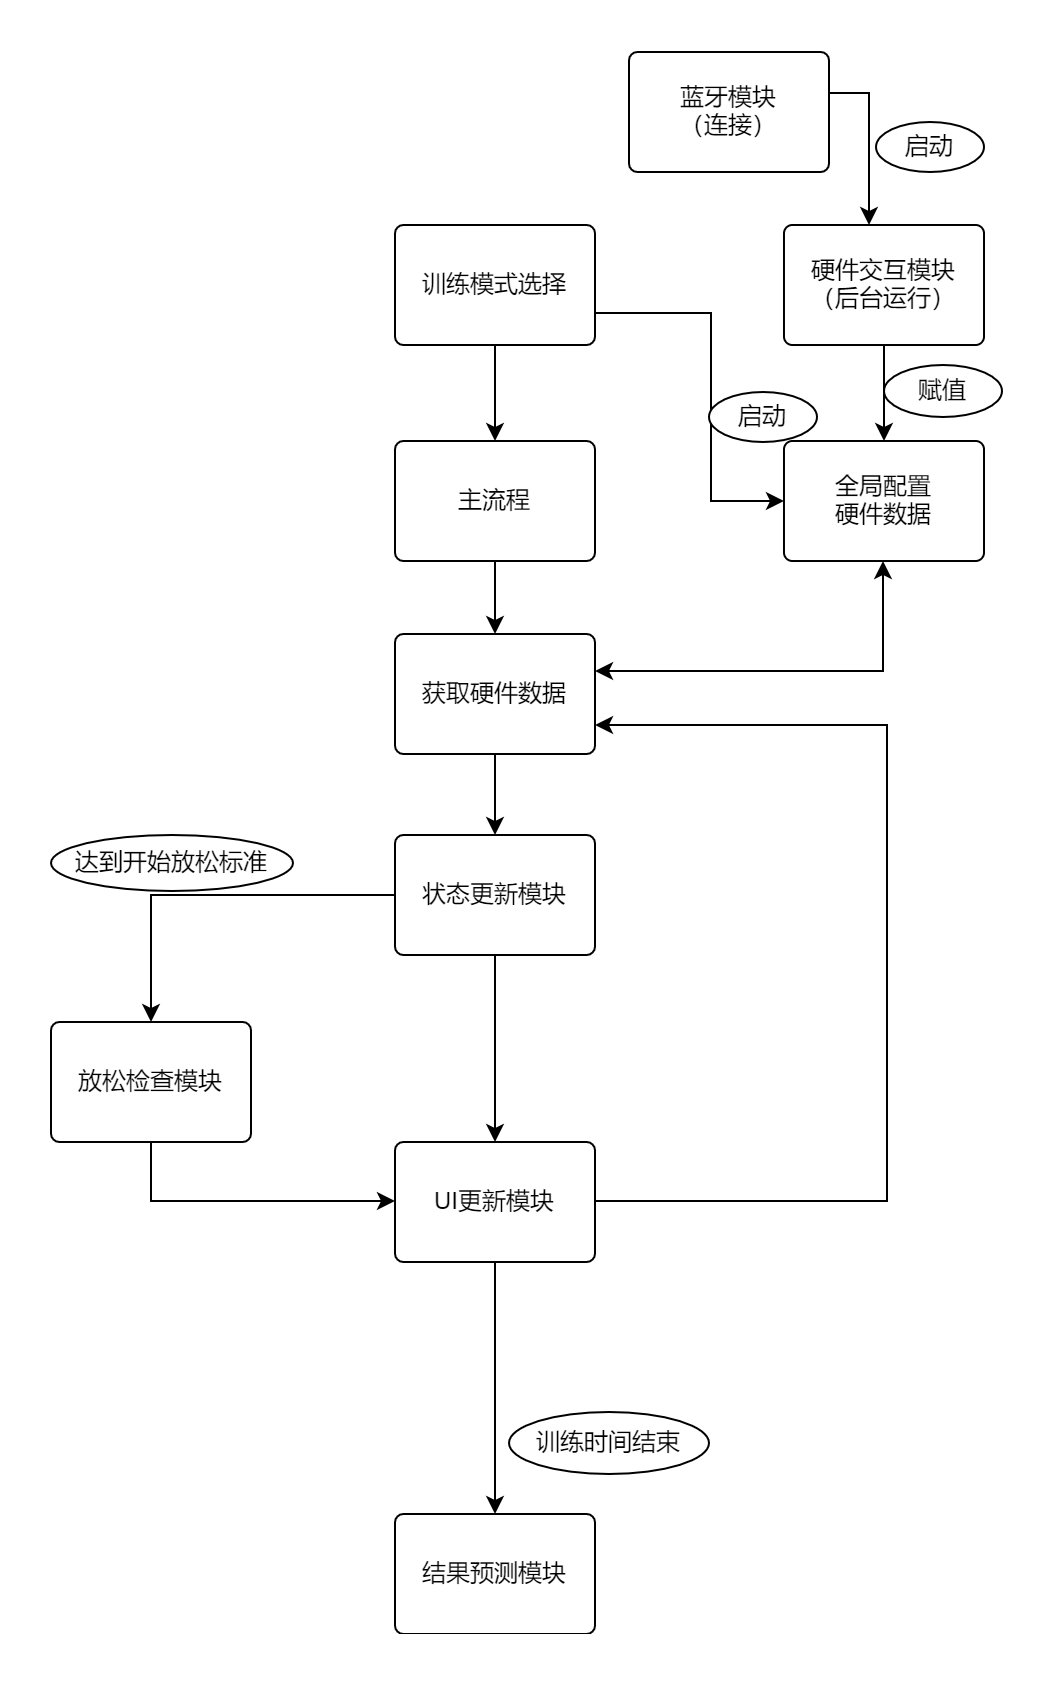 蓝牙模块
（连接）
启动
训练模式选择
硬件交互模块
（后台运行）
赋值
启动
主流程
全局配置
硬件数据
获取硬件数据
达到开始放松标准
状态更新模块
放松检查模块
UI更新模块
训练时间结束
结果预测模块